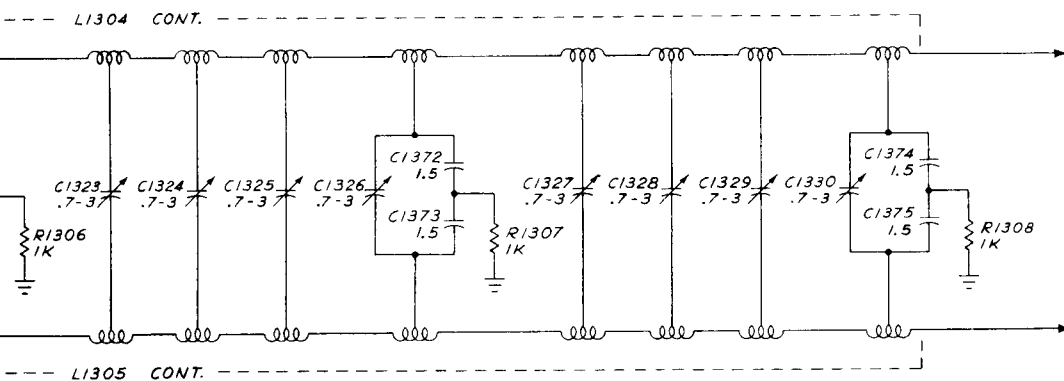 L1304 CONT.
C1372
1.5
C1374
1.5
C1323
.7-3
C1324
.7-3
C1325
.7-3
C1326
.7-3
C1327
.7-3
C1328
.7-3
C1329
.7-3
C1330
.7-3
C1373
1.5
C1375
1.5
R1306
1K
R1307
1K
R1308
1K
L1305 CONT.